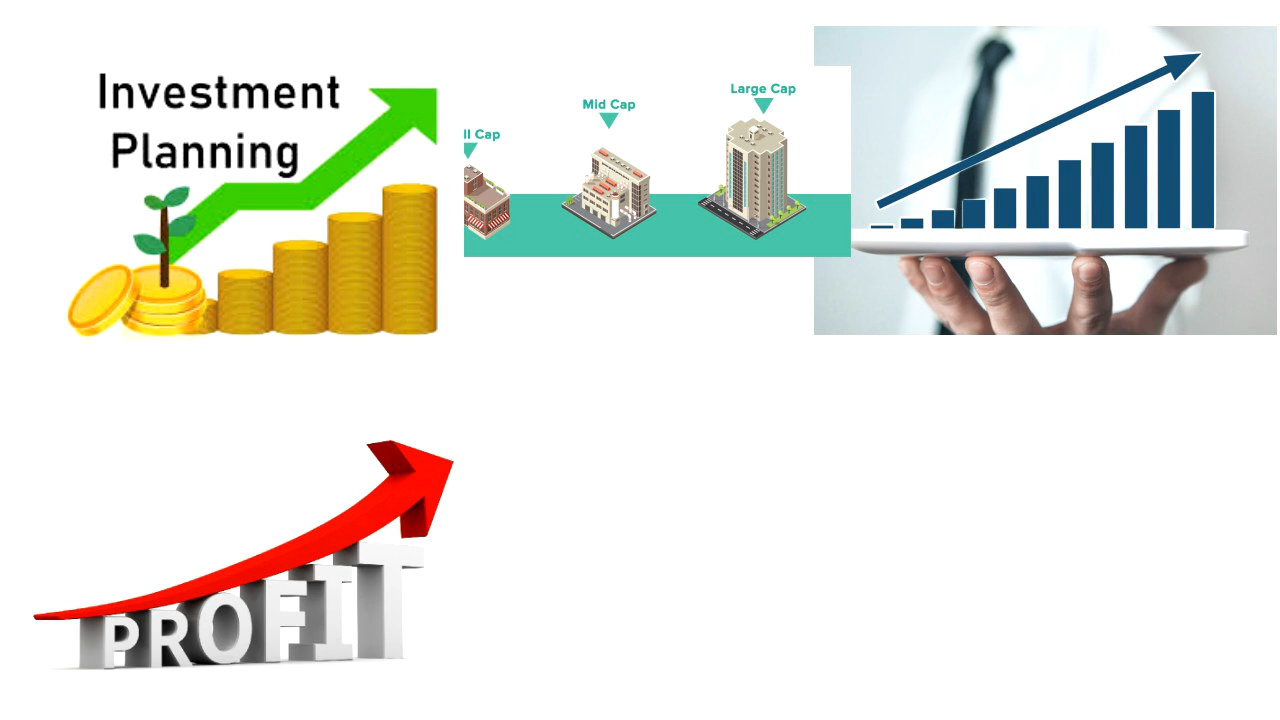 Investment
Planning
ll Cap
Mid Cap
Large Cap
PROFIT